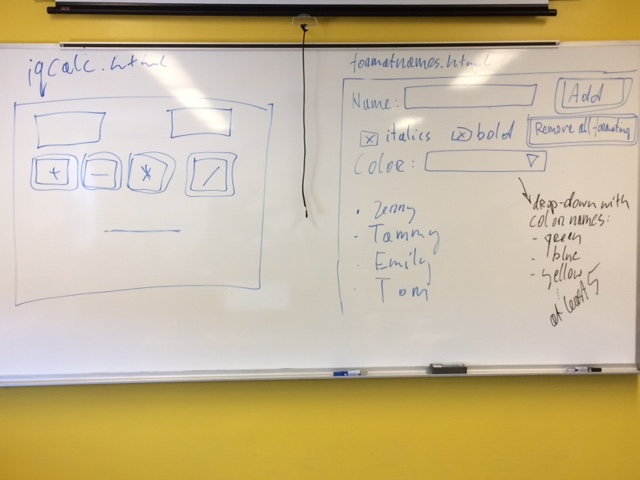 jqcalc.html
+ - * /
formatnames.html
Name: Add
x italics x bold Remove all formatting
Color:
• Jenny
- Tammy
• Emily
• Tom
drop-down with
color names:
- green
- blue
- yellow
at least 5